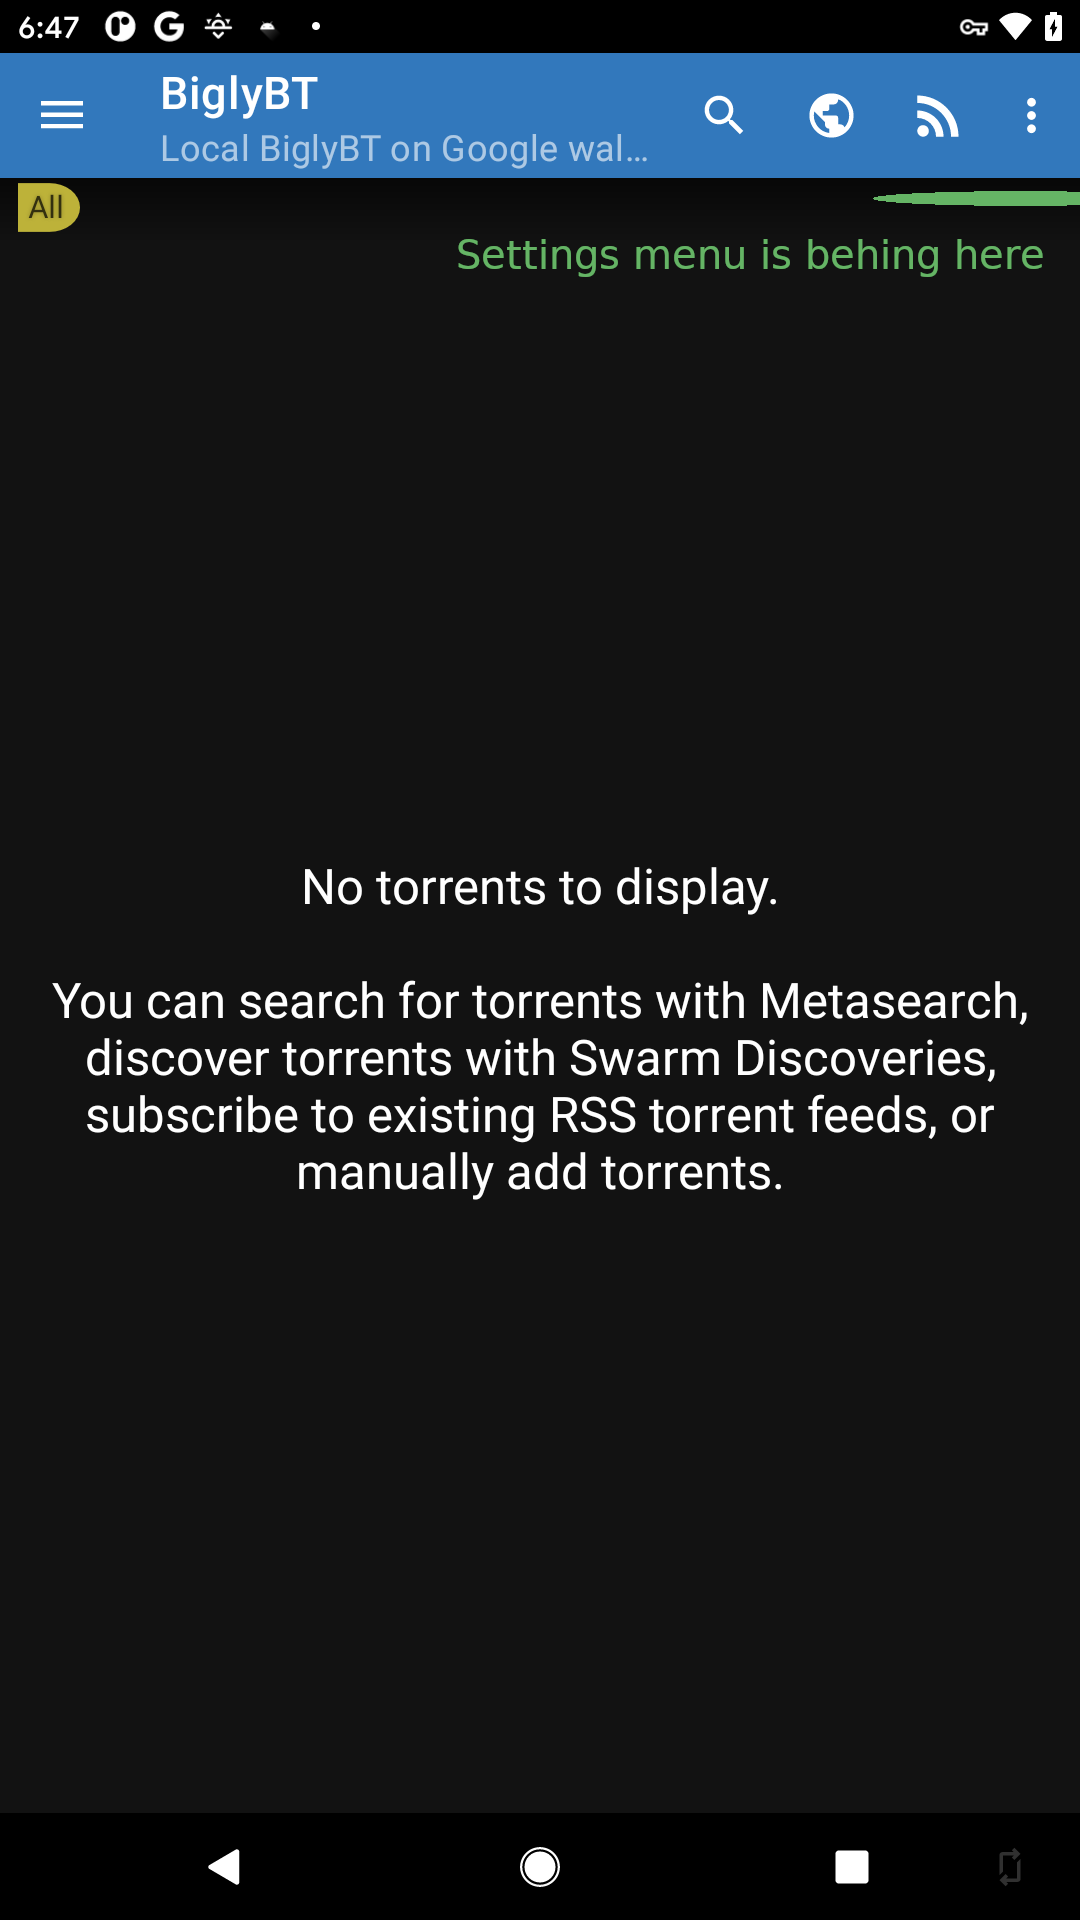 6:47
BiglyBT
Local BiglyBT on Google wal...
All
Settings menu is behing here
No torrents to display.
You can search for torrents with Metasearch,
discover torrents with Swarm Discoveries,
subscribe to existing RSS torrent feeds, or
manually add torrents.